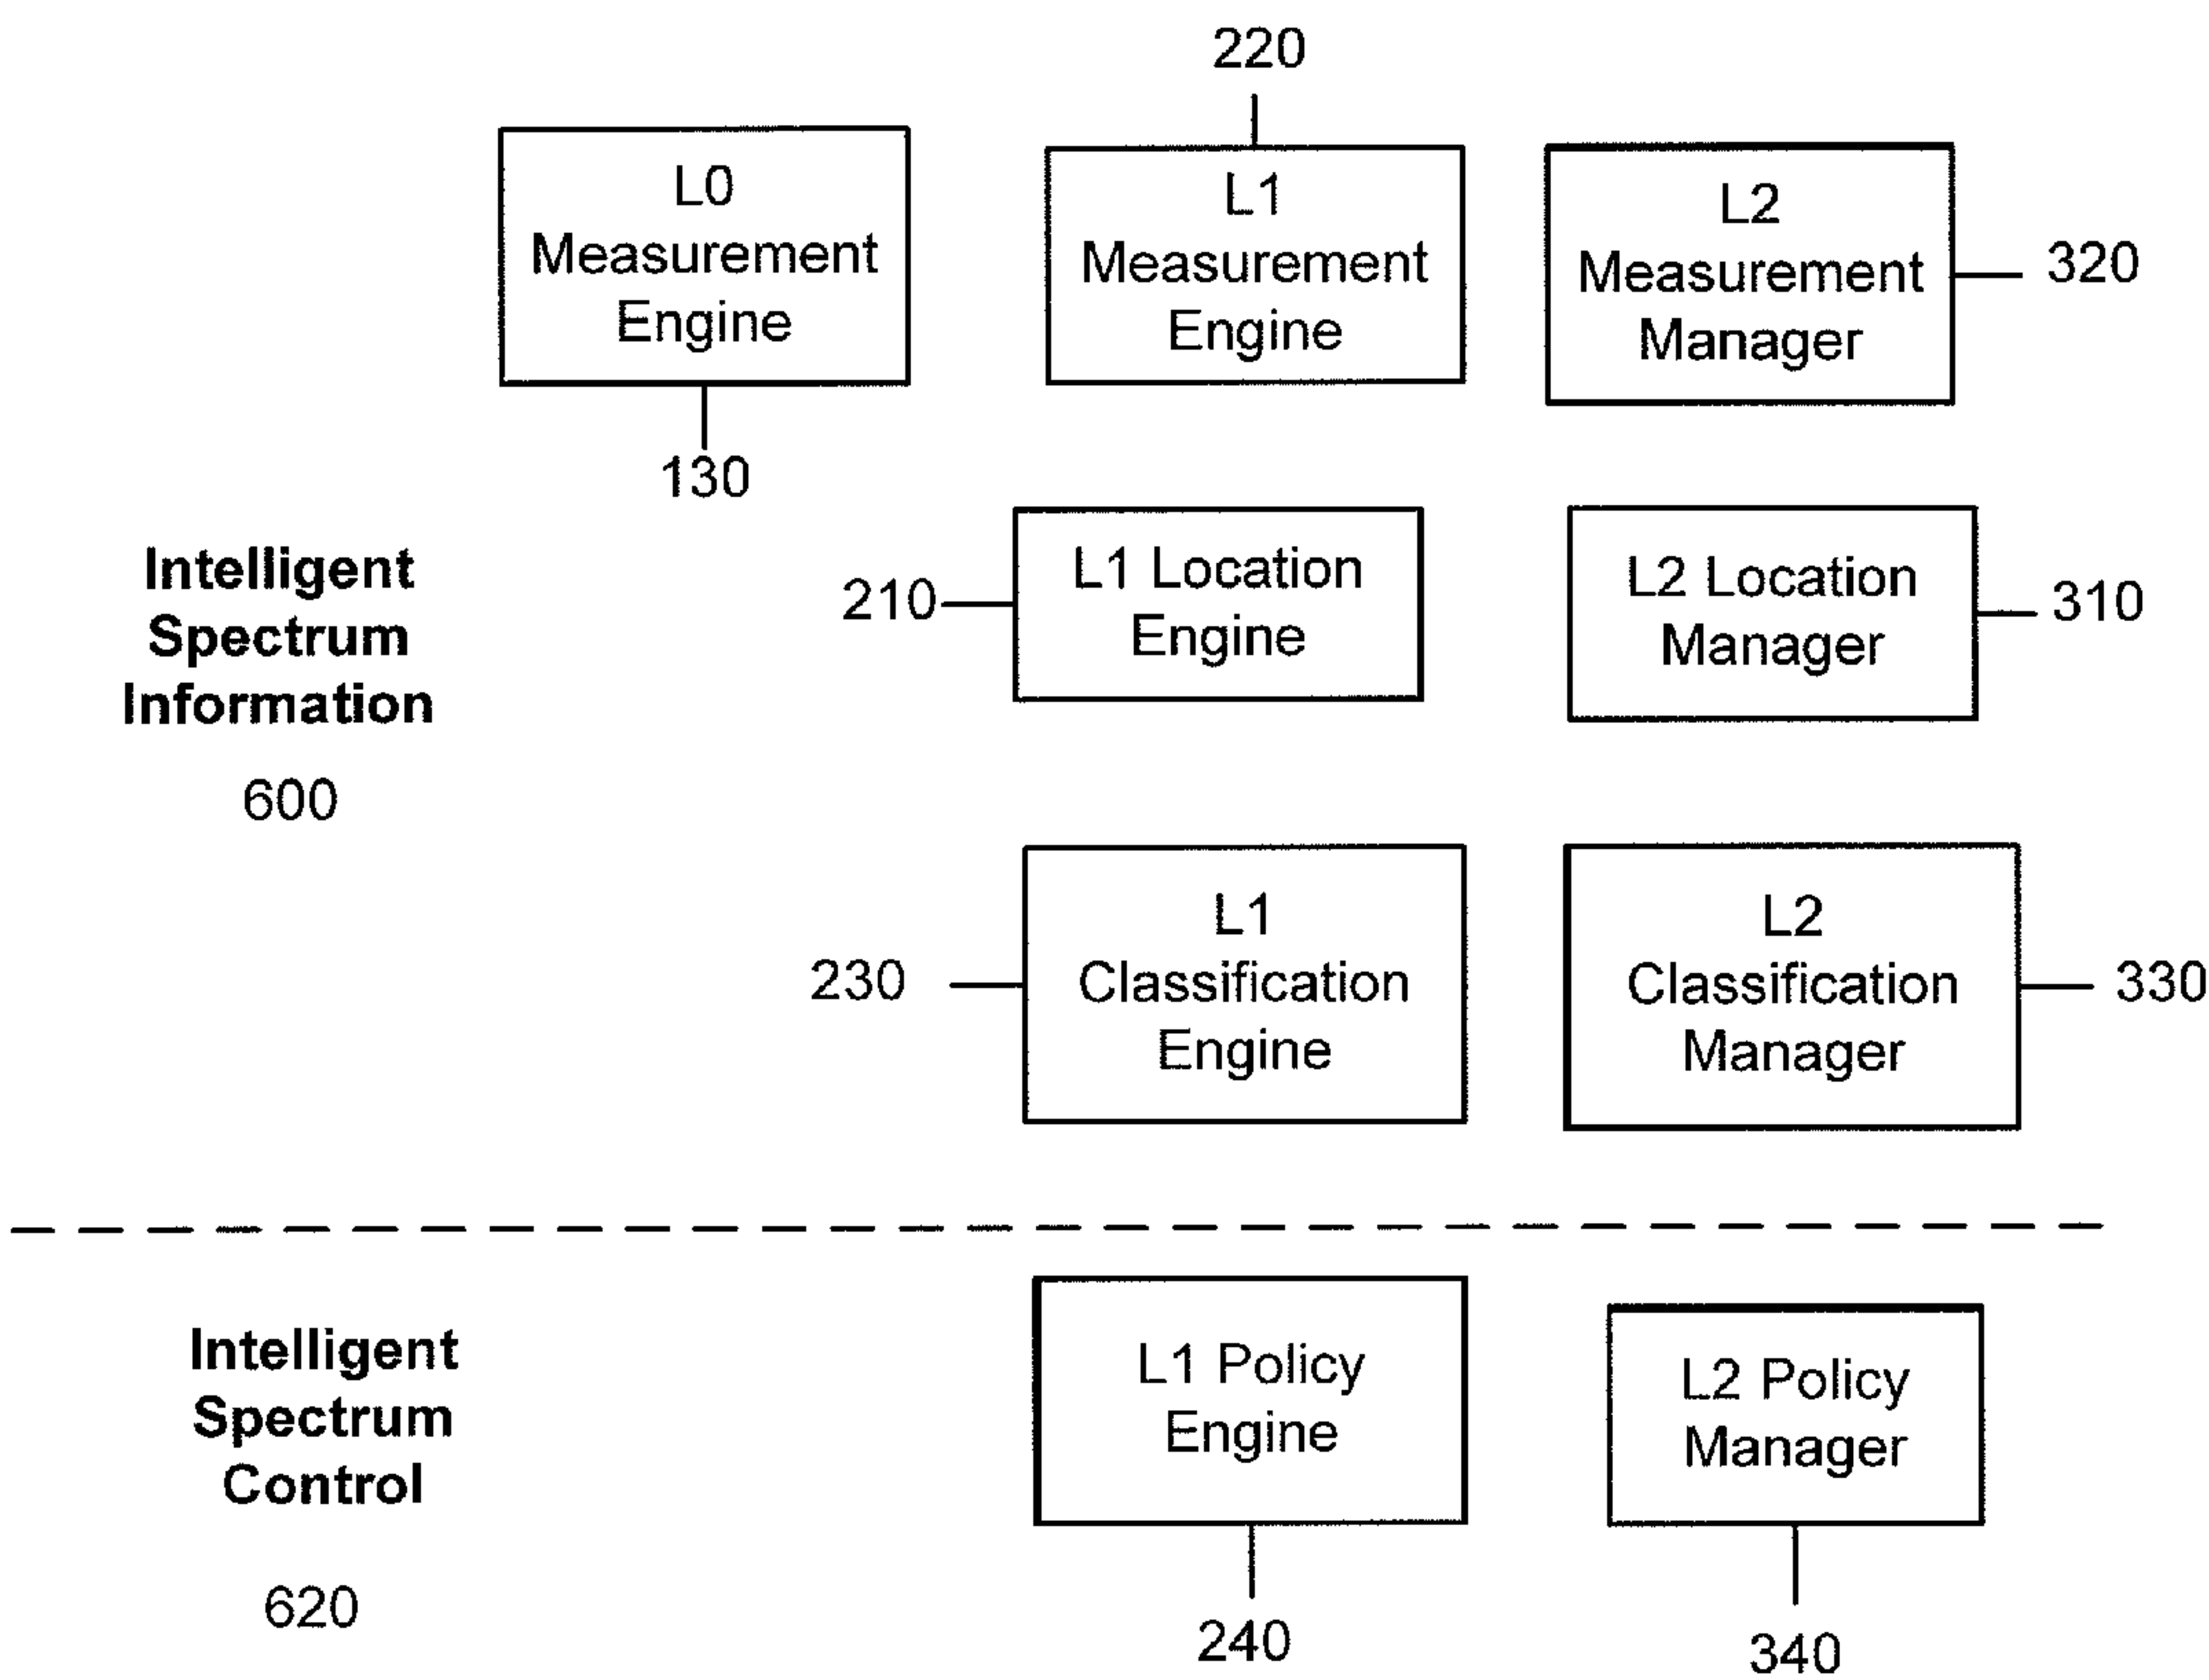 220
L0
Measurement
Engine
130
L1
Measurement
Engine
L2
Measurement
Manager
320
Intelligent
Spectrum
Information
600
210
L1 Location
Engine
L2 Location
Manager
310
230
L1
Classification
Engine
L2
Classification
Manager
330
Intelligent
Spectrum
Control
620
L1 Policy
Engine
240
L2 Policy
Manager
340